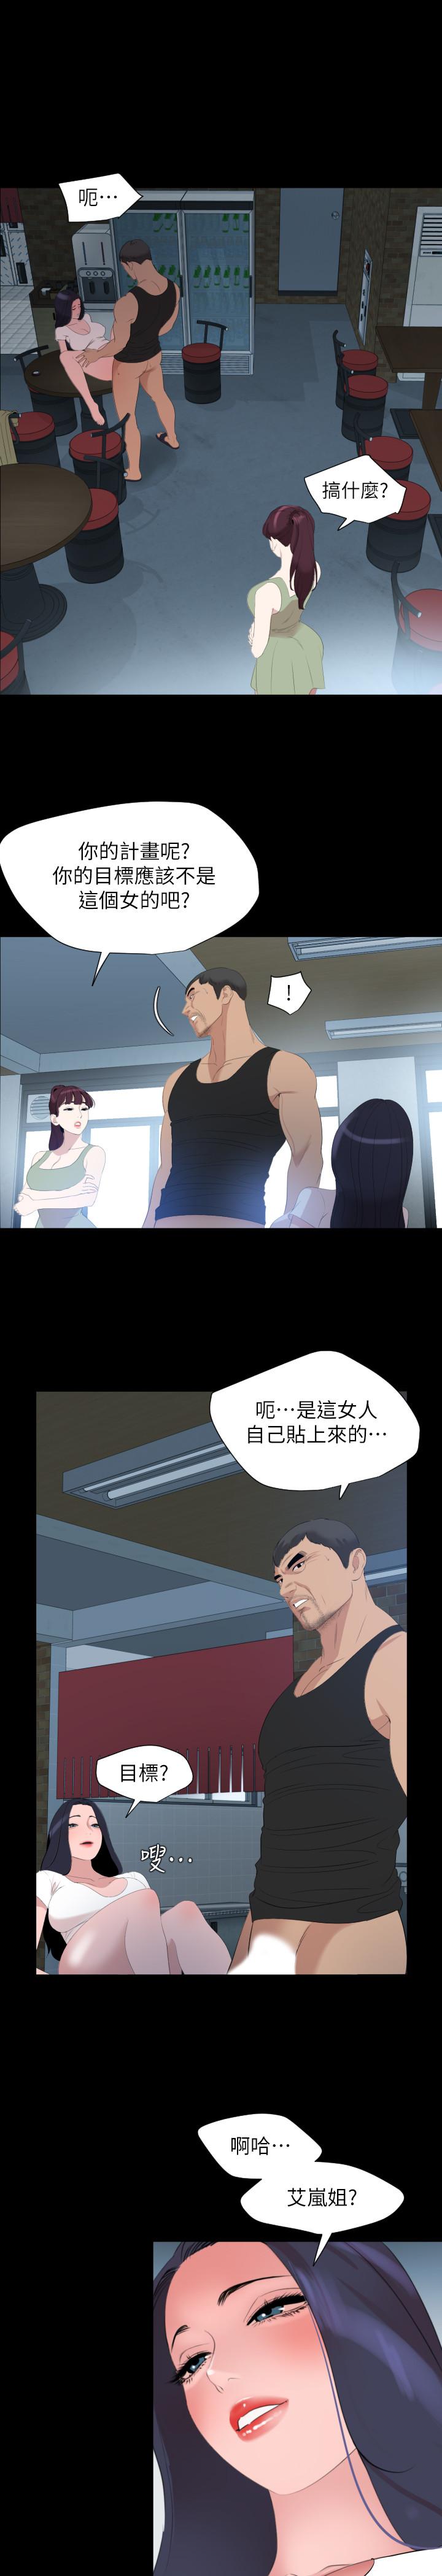 呃…
搞什麼?
你的計畫呢?
你的目標應該不是
這個女的吧?
!
呃…是這女人
自己貼上來的…
目標?
嗖…
啊哈…
艾嵐姐?